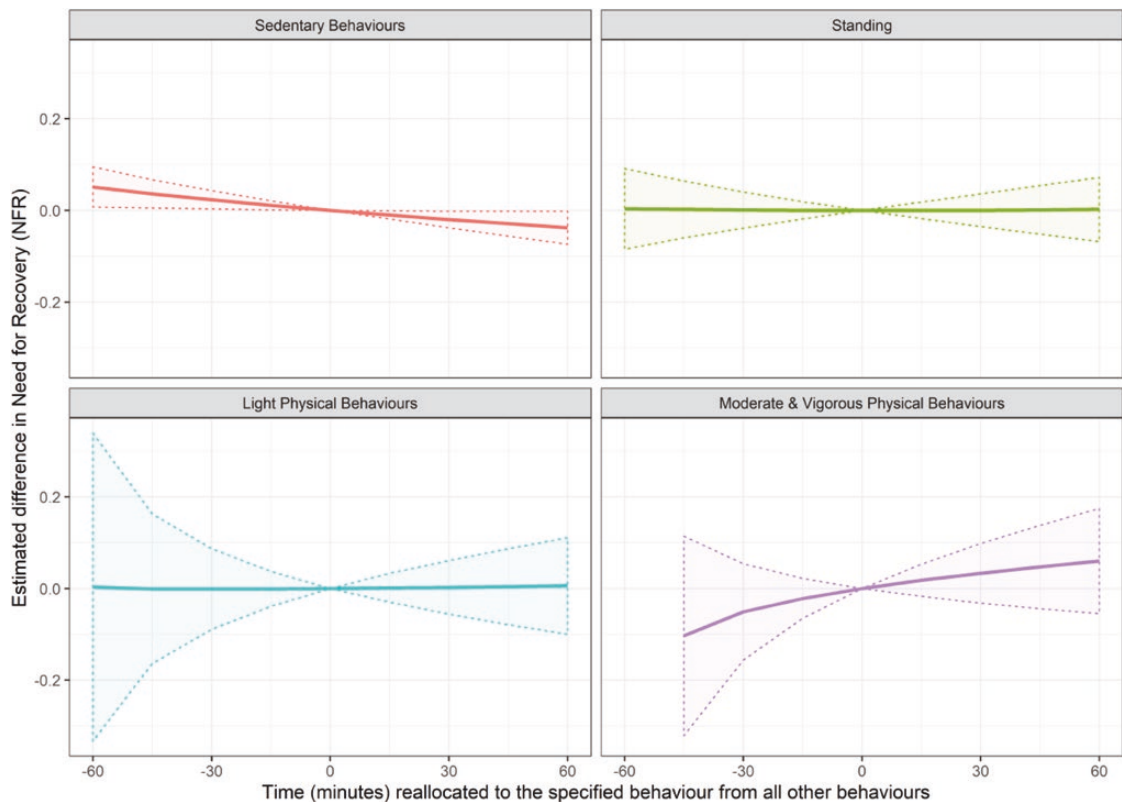 Sedentary Behaviours
Standing
0.2
0.0
-0.2
Estimated difference in Need for Recovery (NFR)
Light Physical Behaviours
Moderate & Vigorous Physical Behaviours
0.2
0.0
-0.2
-60 -30 0 30 60
-60 -30 0 30 60
Time (minutes) reallocated to the specified behaviour from all other behaviours